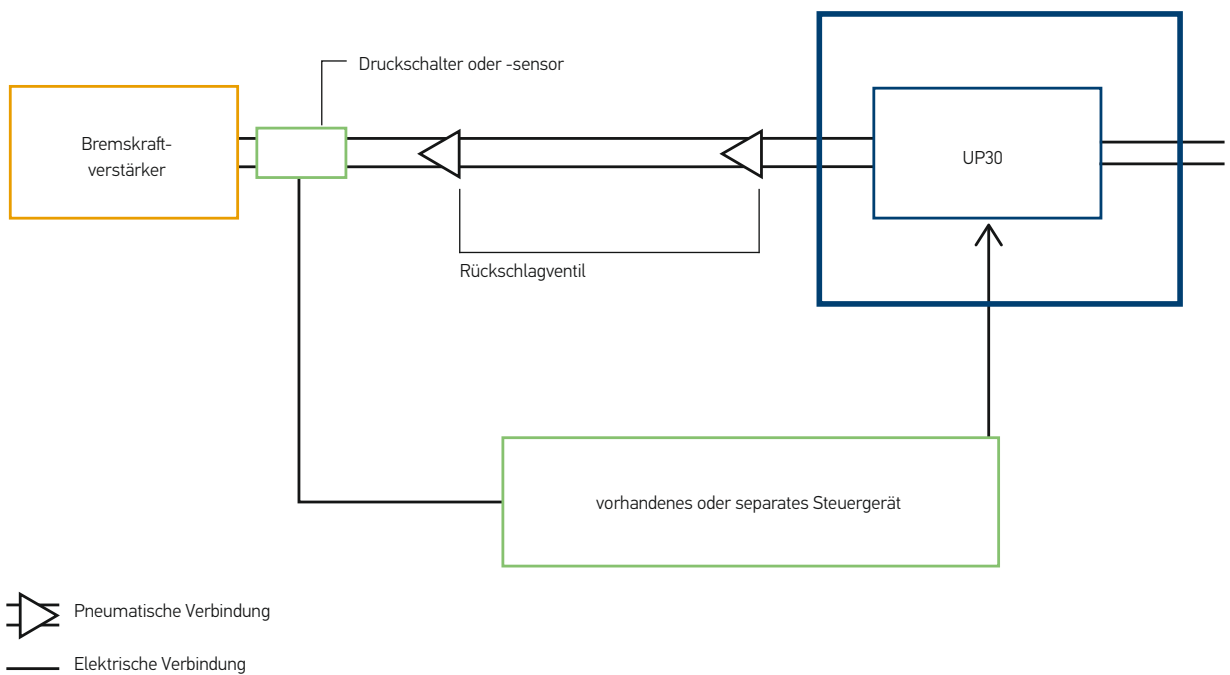 Druckschalter oder -sensor
Bremskraft-
verstärker
UP30
Rückschlagventil
vorhandenes oder separates Steuergerät
Pneumatische Verbindung
Elektrische Verbindung